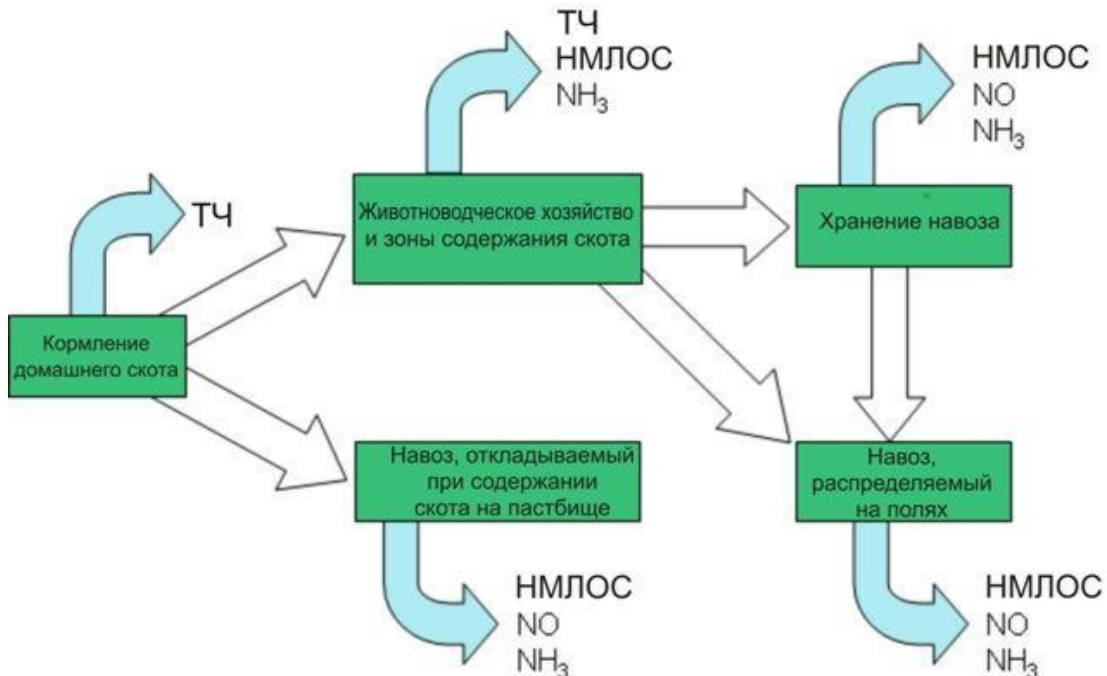 ТЧ
НМЛОС
NH₃
НМЛОС
NO
NH₃
ТЧ
Животноводческое хозяйство
и зоны содержания скота
Хранение навоза
Кормление
домашнего скота
Навоз, откладываемый
при содержании
скота на пастбище
Навоз,
распределяемый
на полях
НМЛОС
NO
NH₃
НМЛОС
NO
NH₃